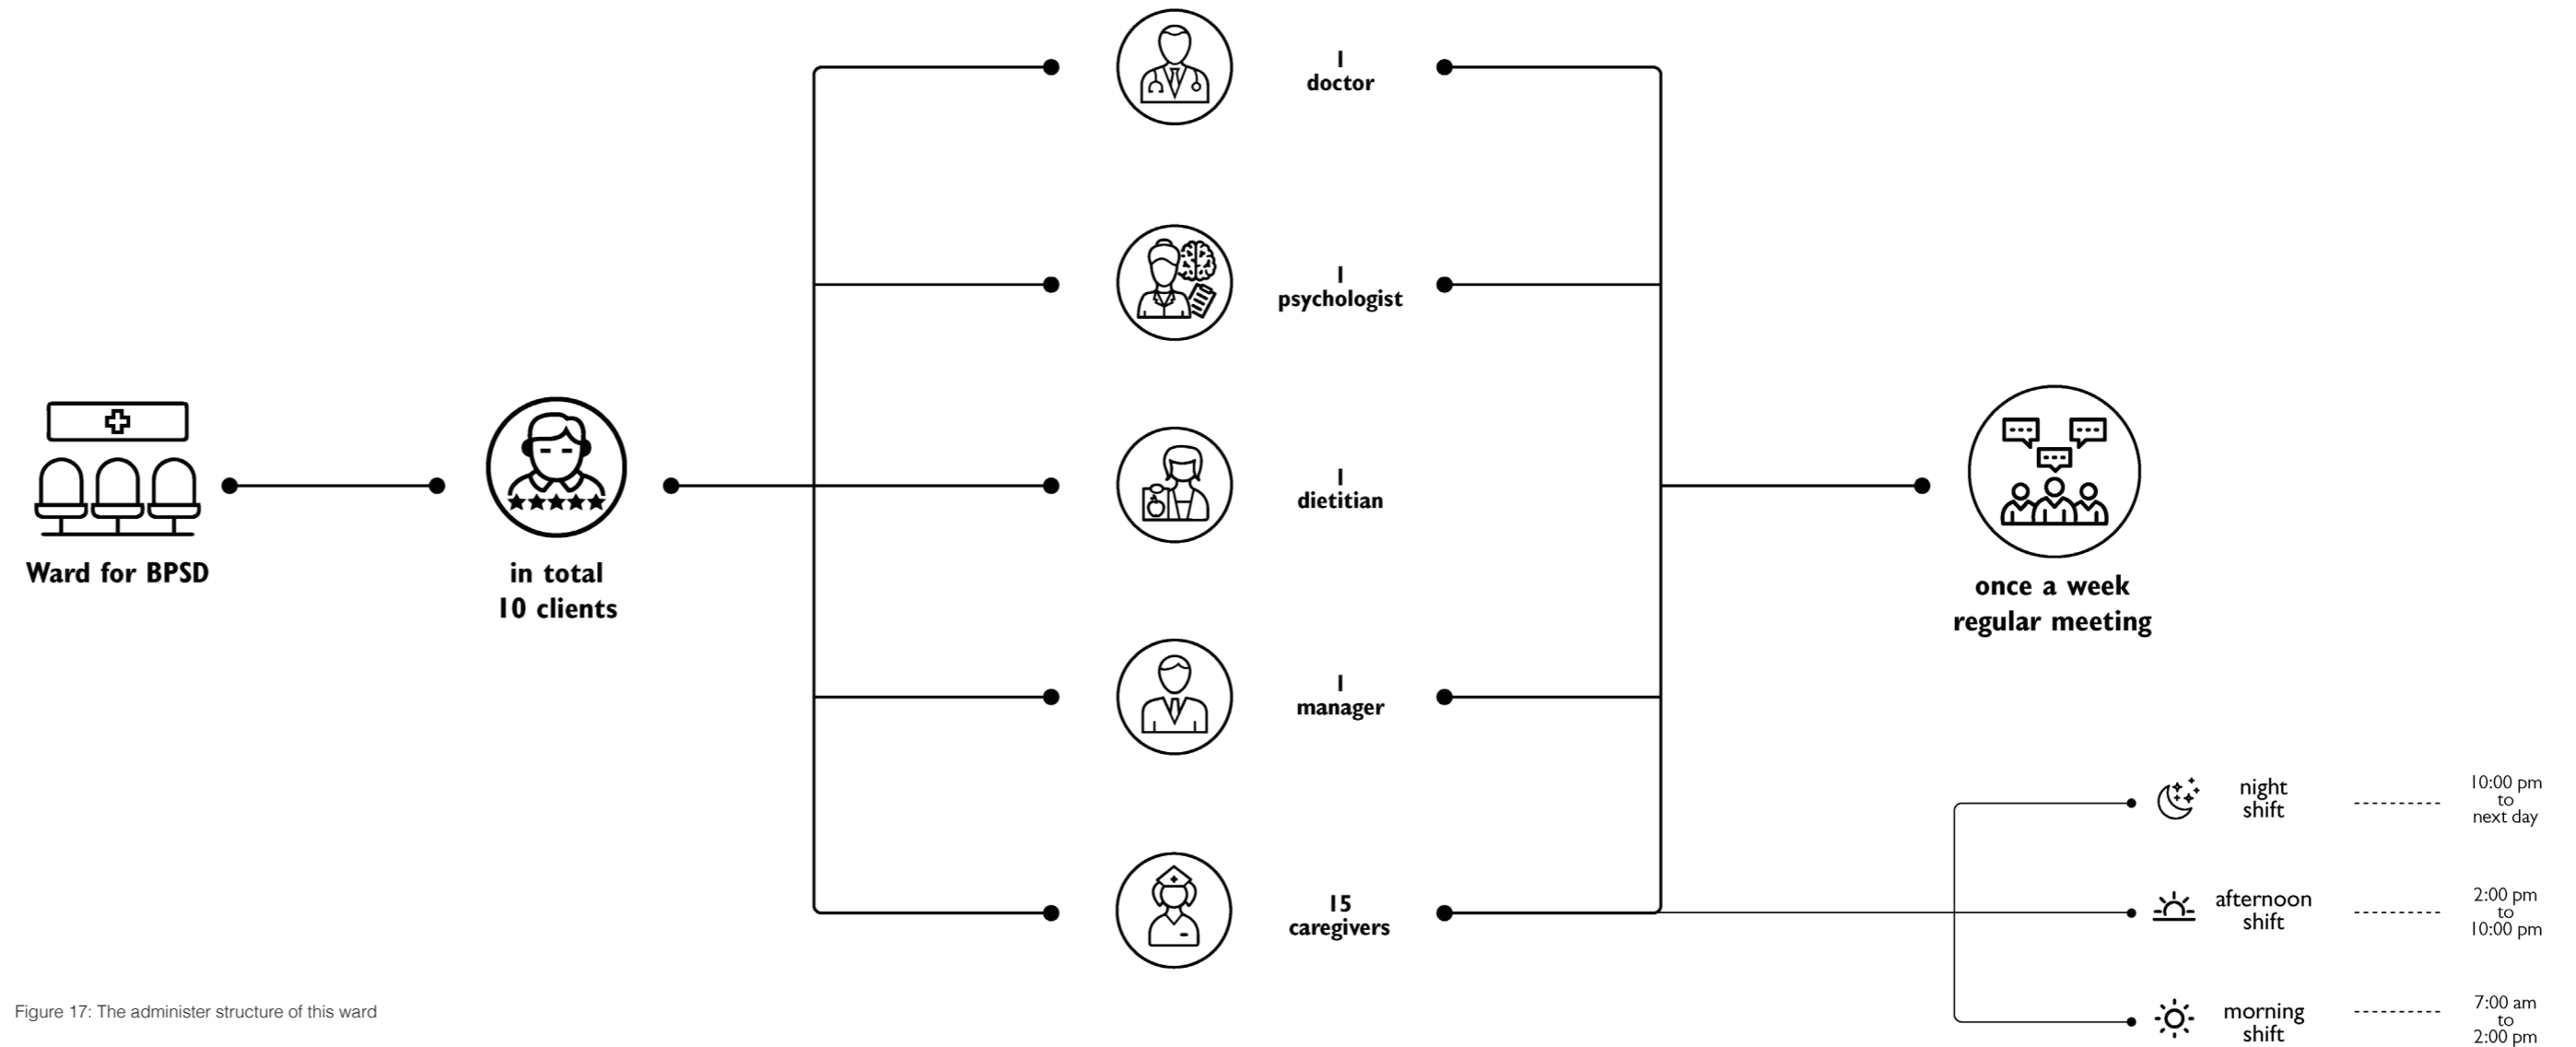 1
doctor
1
psychologist
1
dietitian
1
manager
15
caregivers
Ward for BPSD
in total
10 clients
once a week
regular meeting
night
shift
10:00 pm
to
next day
afternoon
shift
2:00 pm
to
10:00 pm
morning
shift
7:00 am
to
2:00 pm
Figure 17: The administer structure of this ward